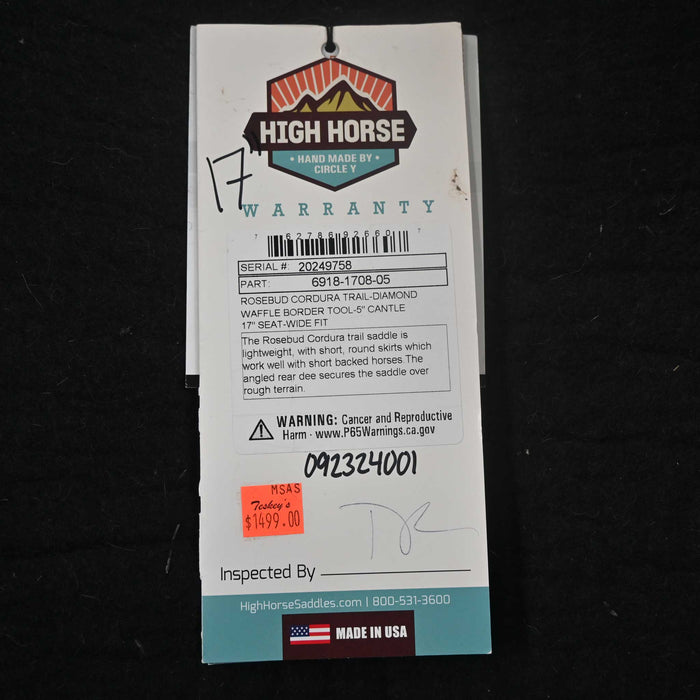 HIGH HORSE
• HAND MADE BY •
CIRCLE Y
17"
WARRANTY
7 62786 92660 7
SERIAL #: 20249758
PART: 6918-1708-05
ROSEBUD CORDURA TRAIL-DIAMOND
WAFFLE BORDER TOOL-5" CANTLE
17" SEAT-WIDE FIT
The Rosebud Cordura trail saddle is
lightweight, with short, round skirts which
work well with short backed horses. The
angled rear dee secures the saddle over
rough terrain.
WARNING: Cancer and Reproductive
Harm - www.P65Warnings.ca.gov
092324001
MSAS
Teskey's
$1499.00
Inspected By
HighHorseSaddles.com | 800-531-3600
MADE IN USA